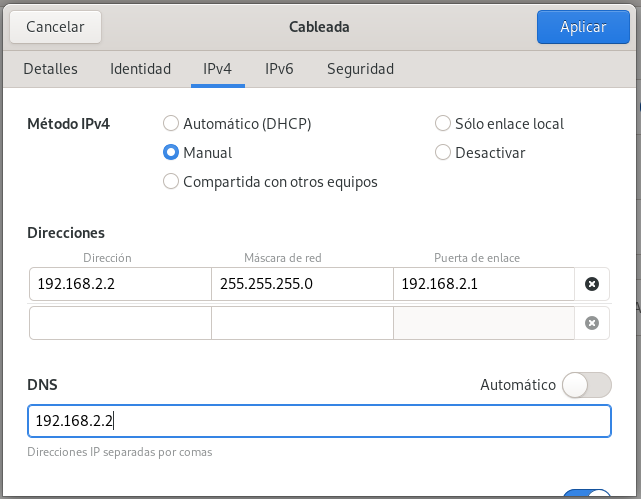 Cancelar Cableada Aplicar
Detalles Identidad IPv4 IPv6 Seguridad
Método IPv4 Automático (DHCP) Sólo enlace local
Manual Desactivar
Compartida con otros equipos
Direcciones
Dirección Máscara de red Puerta de enlace
192.168.2.2 255.255.255.0 192.168.2.1
DNS Automático
192.168.2.2
Direcciones IP separadas por comas